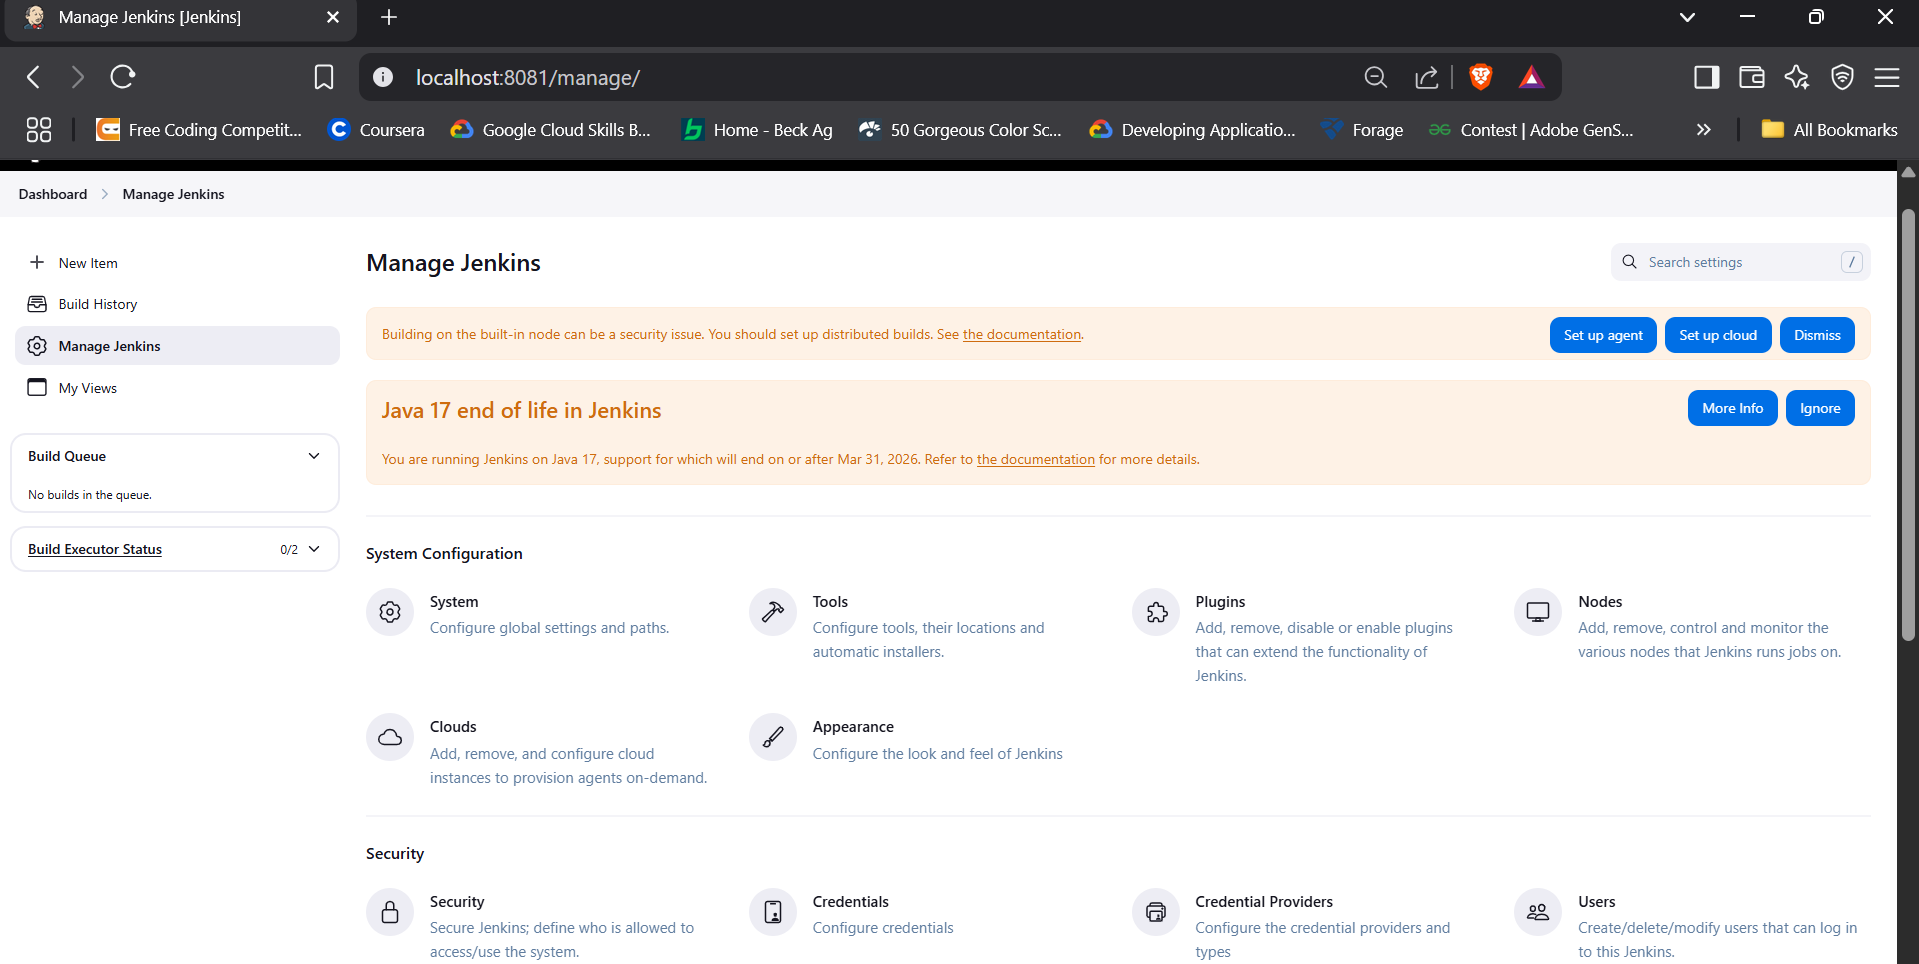 Manage Jenkins [Jenkins]
localhost:8081/manage/
Free Coding Competit...
Coursera
Google Cloud Skills B...
Home - Beck Ag
50 Gorgeous Color Sc...
Developing Applicatio...
Forage
Contest | Adobe GenS...
All Bookmarks
Dashboard
Manage Jenkins
New Item
Build History
Manage Jenkins
My Views
Build Queue
No builds in the queue.
Build Executor Status
0/2
Manage Jenkins
Search settings
/
Building on the built-in node can be a security issue. You should set up distributed builds. See the documentation.
Set up agent
Set up cloud
Dismiss
Java 17 end of life in Jenkins
More Info
Ignore
You are running Jenkins on Java 17, support for which will end on or after Mar 31, 2026. Refer to the documentation for more details.
System Configuration
System
Configure global settings and paths.
Tools
Configure tools, their locations and
automatic installers.
Plugins
Add, remove, disable or enable plugins
that can extend the functionality of
Jenkins.
Nodes
Add, remove, control and monitor the
various nodes that Jenkins runs jobs on.
Clouds
Add, remove, and configure cloud
instances to provision agents on-demand.
Appearance
Configure the look and feel of Jenkins
Security
Security
Secure Jenkins; define who is allowed to
access/use the system.
Credentials
Configure credentials
Credential Providers
Configure the credential providers and
types
Users
Create/delete/modify users that can log in
to this Jenkins.